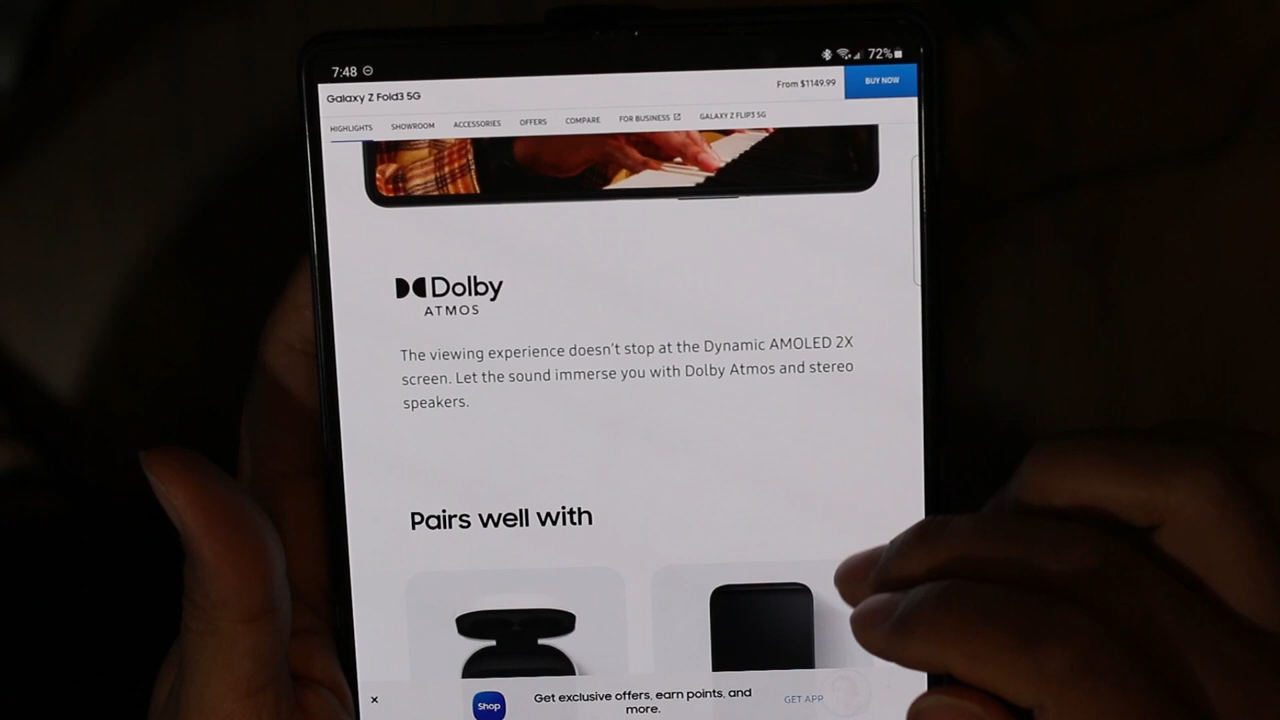 7:48
72%
Galaxy Z Fold3 5G
From $1149.99
BUY NOW
HIGHLIGHTS SHOWROOM ACCESSORIES OFFERS COMPARE FOR BUSINESS GALAXY Z FLIP3 5G
Dolby
ATMOS
The viewing experience doesn't stop at the Dynamic AMOLED 2X
screen. Let the sound immerse you with Dolby Atmos and stereo
speakers.
Pairs well with
Shop
Get exclusive offers, earn points, and
more.
GET APP